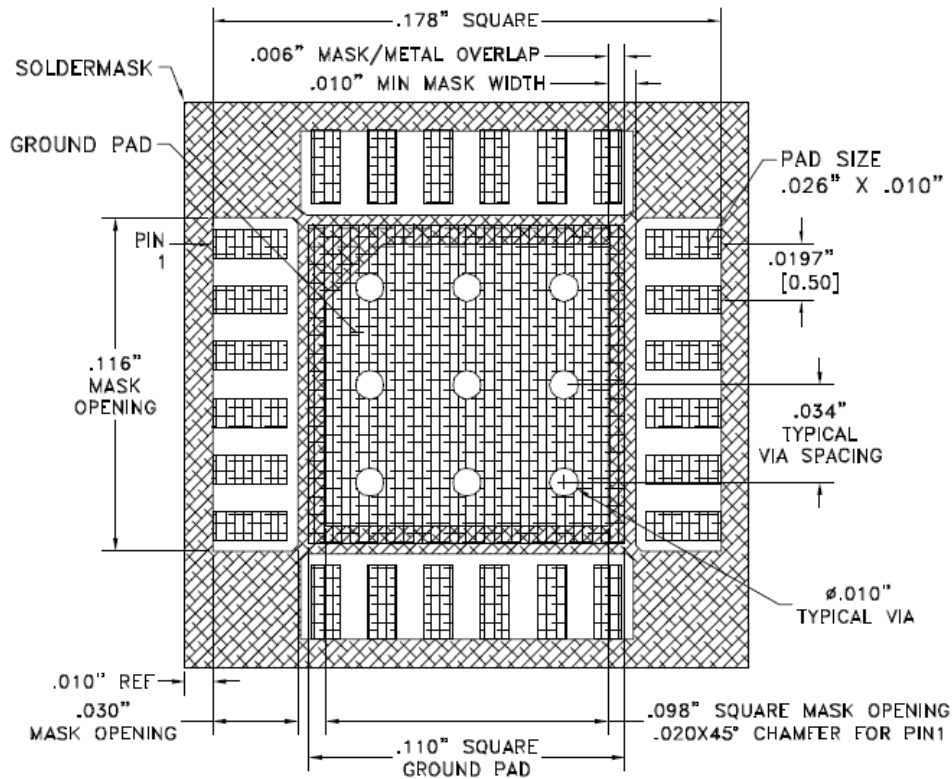 .178” SQUARE
.006” MASK/METAL OVERLAP
.010” MIN MASK WIDTH
SOLDERMASK
GROUND PAD
PAD SIZE
.026” X .010”
PIN
1
.0197”
[0.50]
.116”
MASK
OPENING
.034”
TYPICAL
VIA SPACING
ø.010”
TYPICAL VIA
.010” REF
.030”
MASK OPENING
.098” SQUARE MASK OPENING
.020X45° CHAMFER FOR PIN1
.110” SQUARE
GROUND PAD